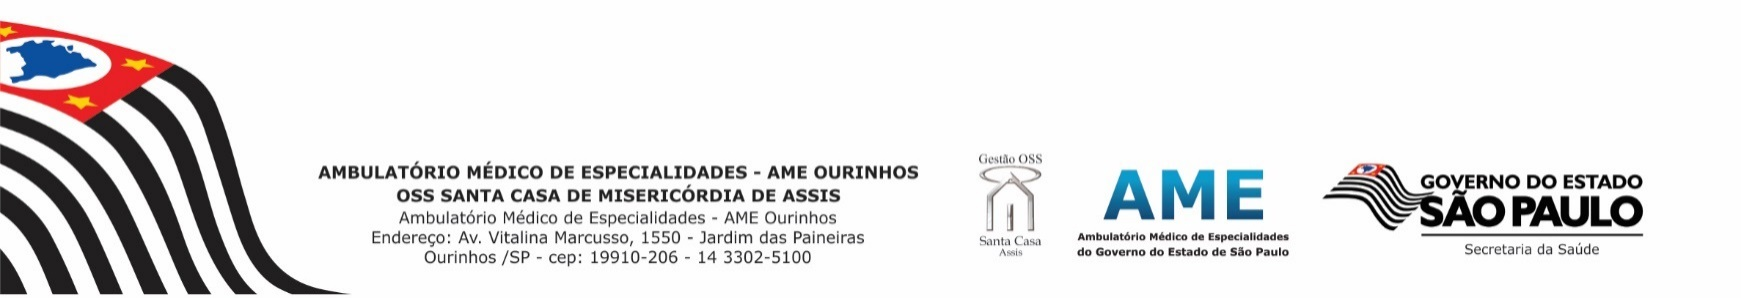 AMBULATÓRIO MÉDICO DE ESPECIALIDADES - AME OURINHOS
OSS SANTA CASA DE MISERICÓRDIA DE ASSIS
Ambulatório Médico de Especialidades - AME Ourinhos
Endereço: Av. Vitalina Marcusso, 1550 - Jardim das Paineiras
Ourinhos /SP - cep: 19910-206 - 14 3302-5100
Gestão OSS
Santa Casa
Assis
AME
Ambulatório Médico de Especialidades
do Governo do Estado de São Paulo
GOVERNO DO ESTADO
SÃO PAULO
Secretaria da Saúde